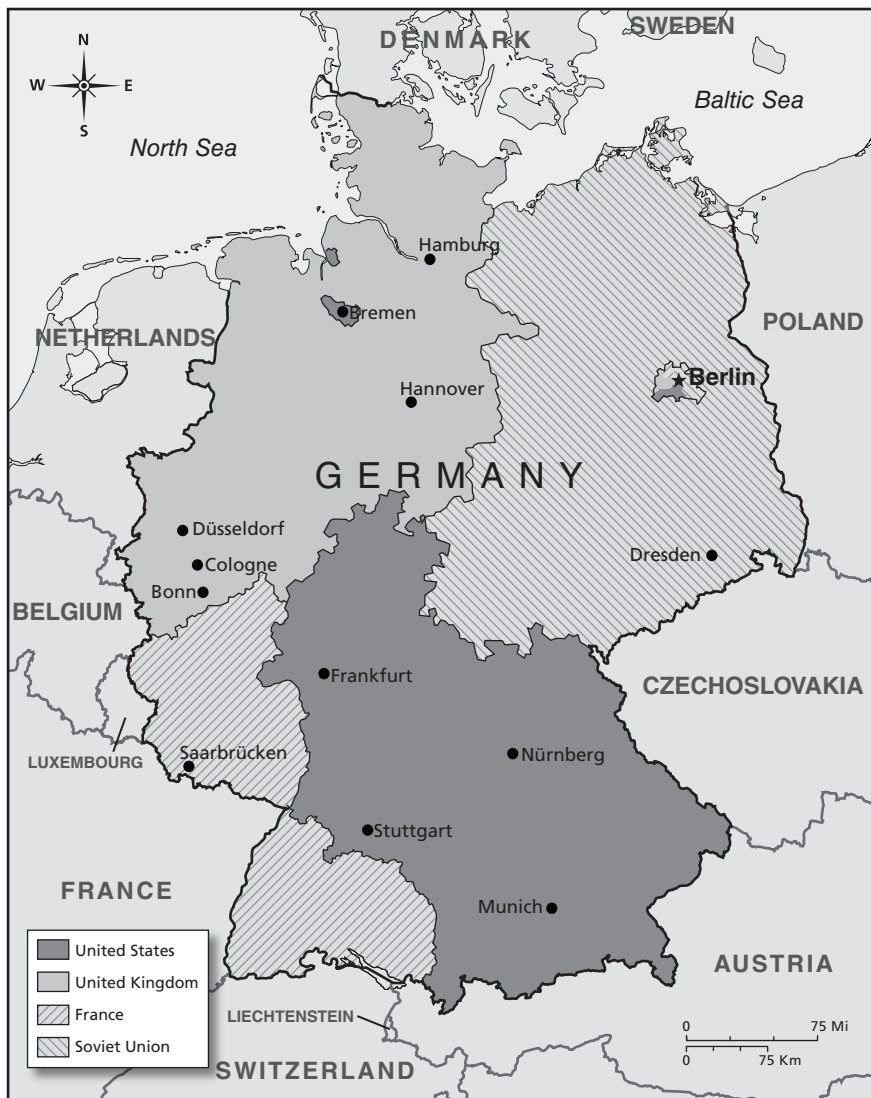 DENMARK
SWEDEN
N
W
E
S
North Sea
Baltic Sea
Hamburg
Bremen
NETHERLANDS
POLAND
Berlin
Hannover
GERMANY
Düsseldorf
Cologne
Bonn
Dresden
BELGIUM
Frankfurt
CZECHOSLOVAKIA
LUXEMBOURG
Saarbrücken
Nürnberg
Stuttgart
FRANCE
Munich
United States
United Kingdom
France
Soviet Union
AUSTRIA
LIECHTENSTEIN
SWITZERLAND
0 75 Mi
0 75 Km